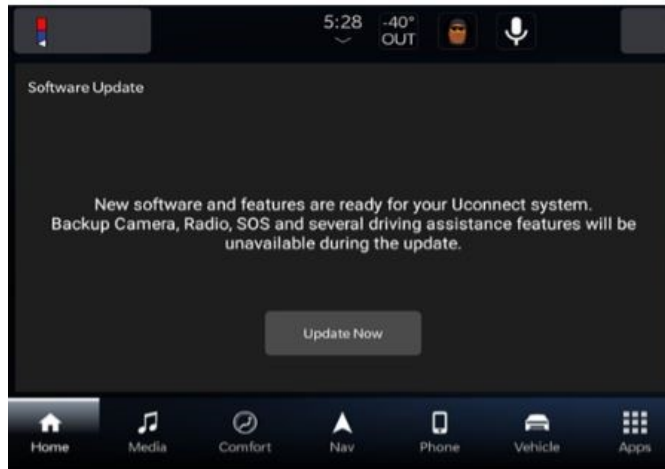 5:28 -40°
OUT
Software Update
New software and features are ready for your Uconnect system.
Backup Camera, Radio, SOS and several driving assistance features will be
unavailable during the update.
Update Now
Home Media Comfort Nav Phone Vehicle Apps